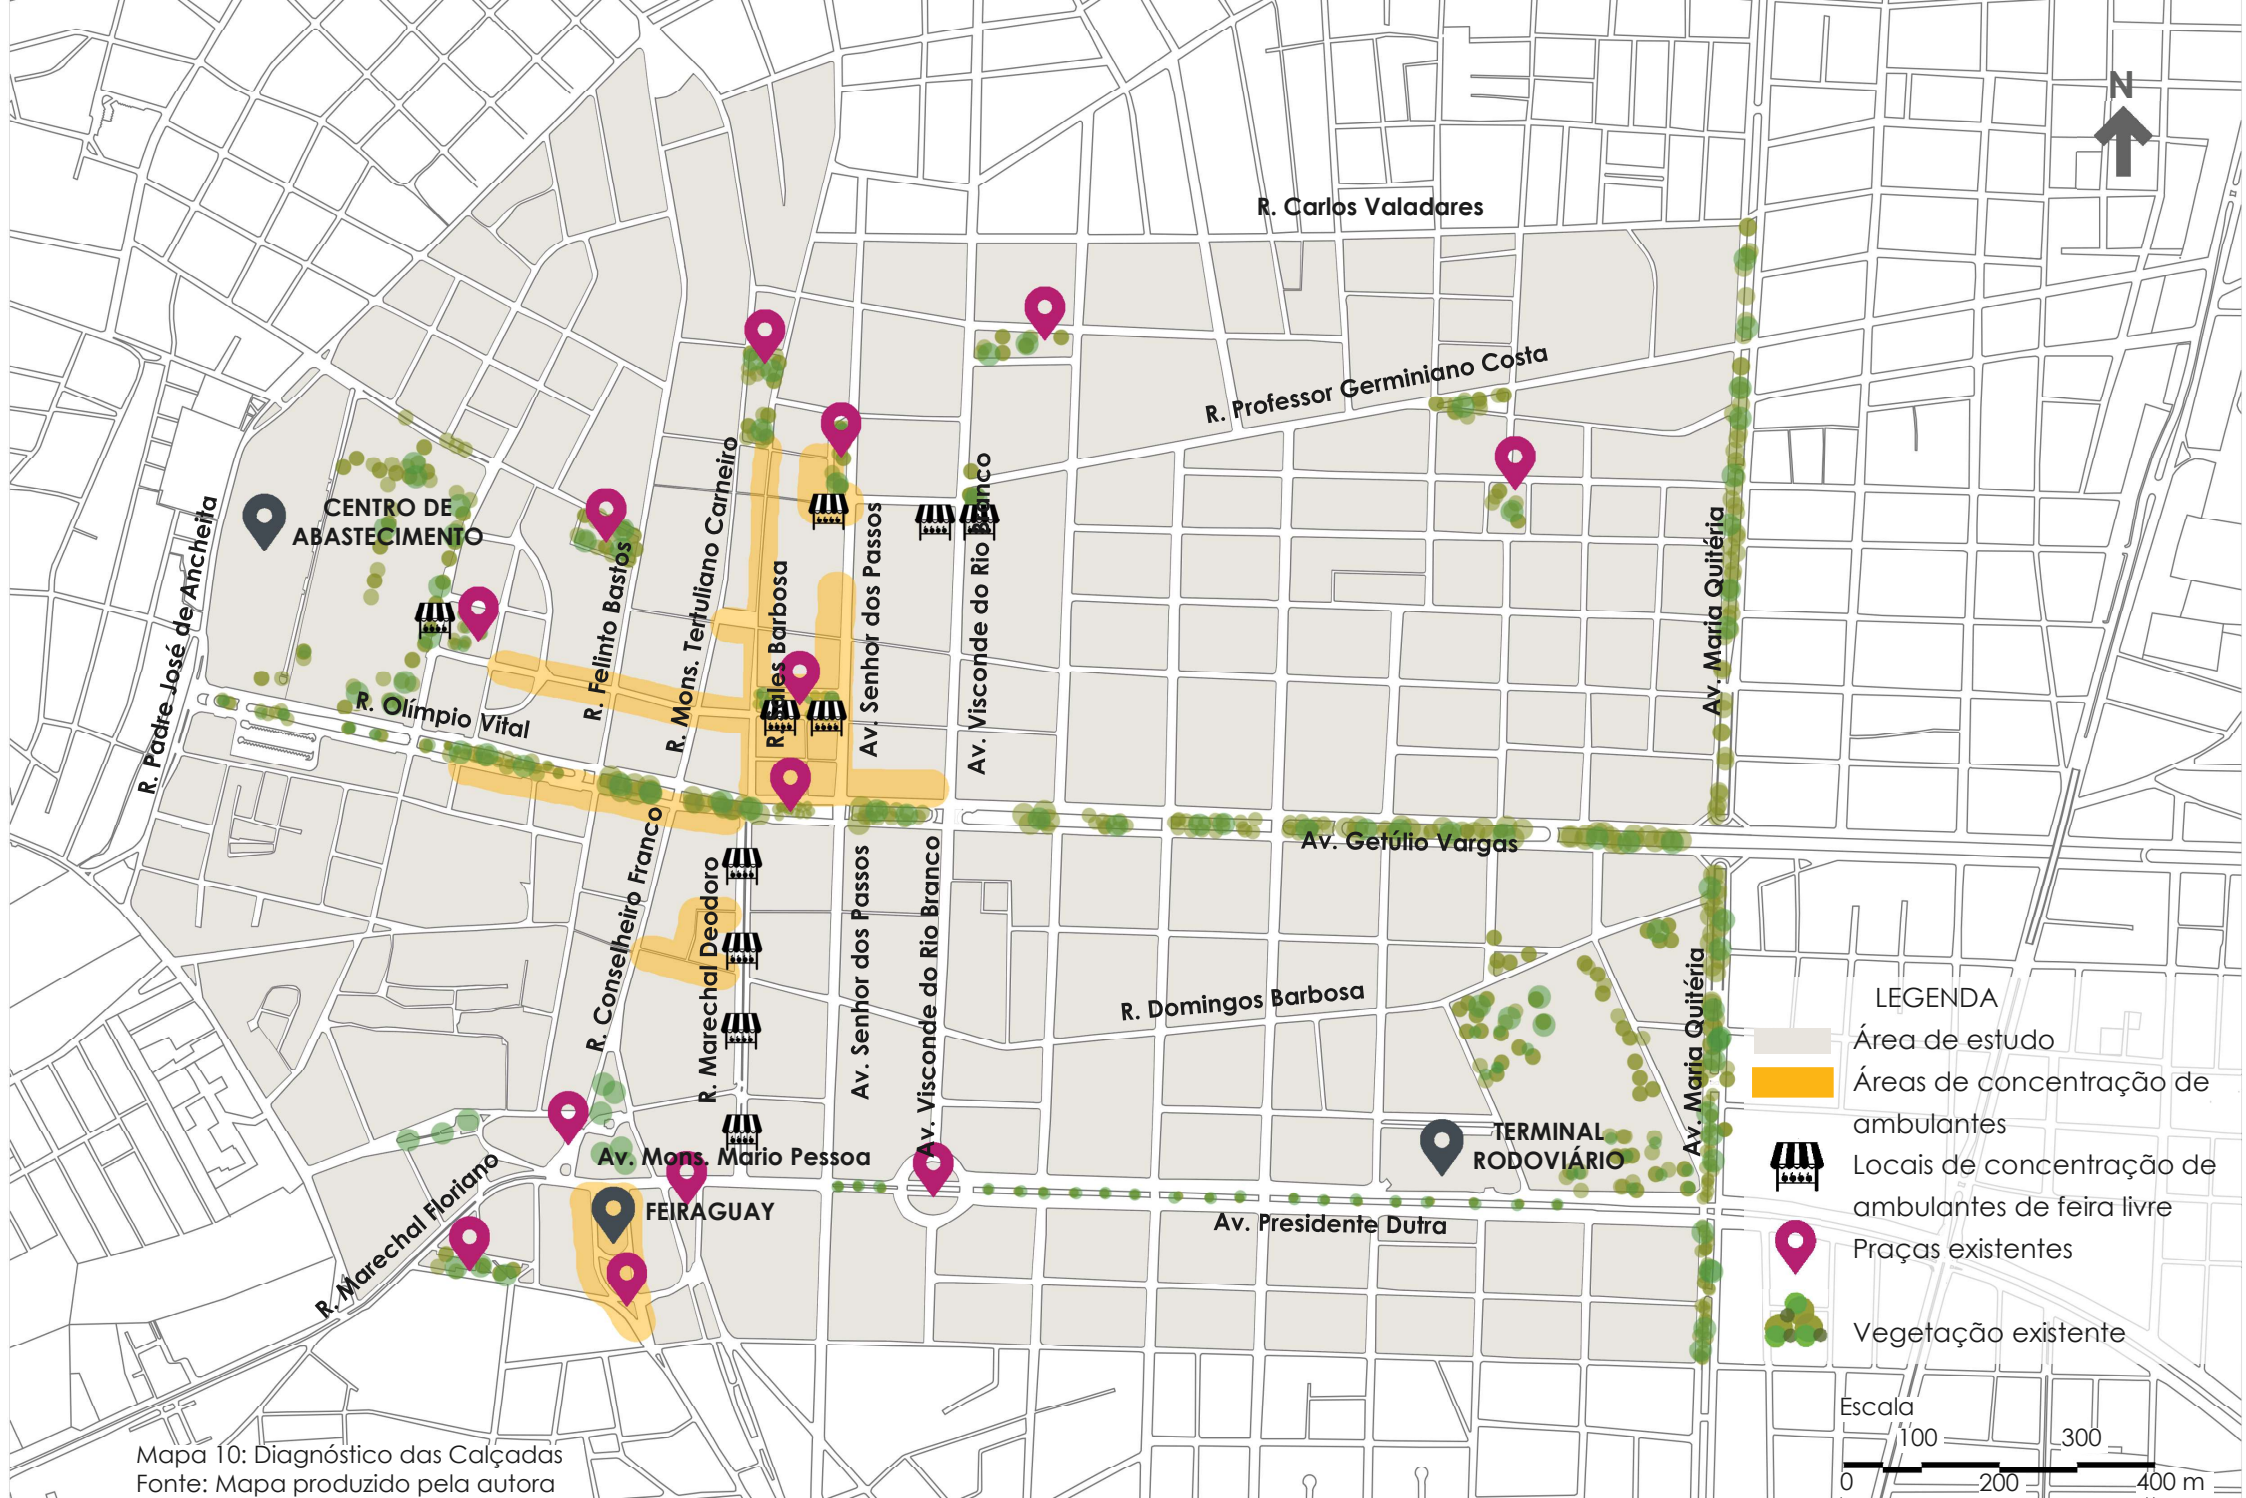 N
R. Carlos Valadares
R. Professor Germiniano Costa
CENTRO DE
ABASTECIMENTO
R. Padre José de Ancheita
R. Felinto Bastos
R. Mons. Tertuliano Carneiro
R. Sales Barbosa
Av. Senhor dos Passos
Av. Visconde do Rio Branco
Av. Maria Quitéria
R. Olímpio Vital
Av. Getúlio Vargas
R. Conselheiro Franco
R. Marechal Deodoro
Av. Senhor dos Passos
Av. Visconde do Rio Branco
R. Domingos Barbosa
Av. Maria Quitéria
TERMINAL
RODOVIÁRIO
Av. Mons. Mario Pessoa
R. Marechal Floriano
FEIRAGUAY
Av. Presidente Dutra
LEGENDA
Área de estudo
Áreas de concentração de
ambulantes
Locais de concentração de
ambulantes de feira livre
Praças existentes
Vegetação existente
Escala
100 300
0 200 400 m
Mapa 10: Diagnóstico das Calçadas
Fonte: Mapa produzido pela autora